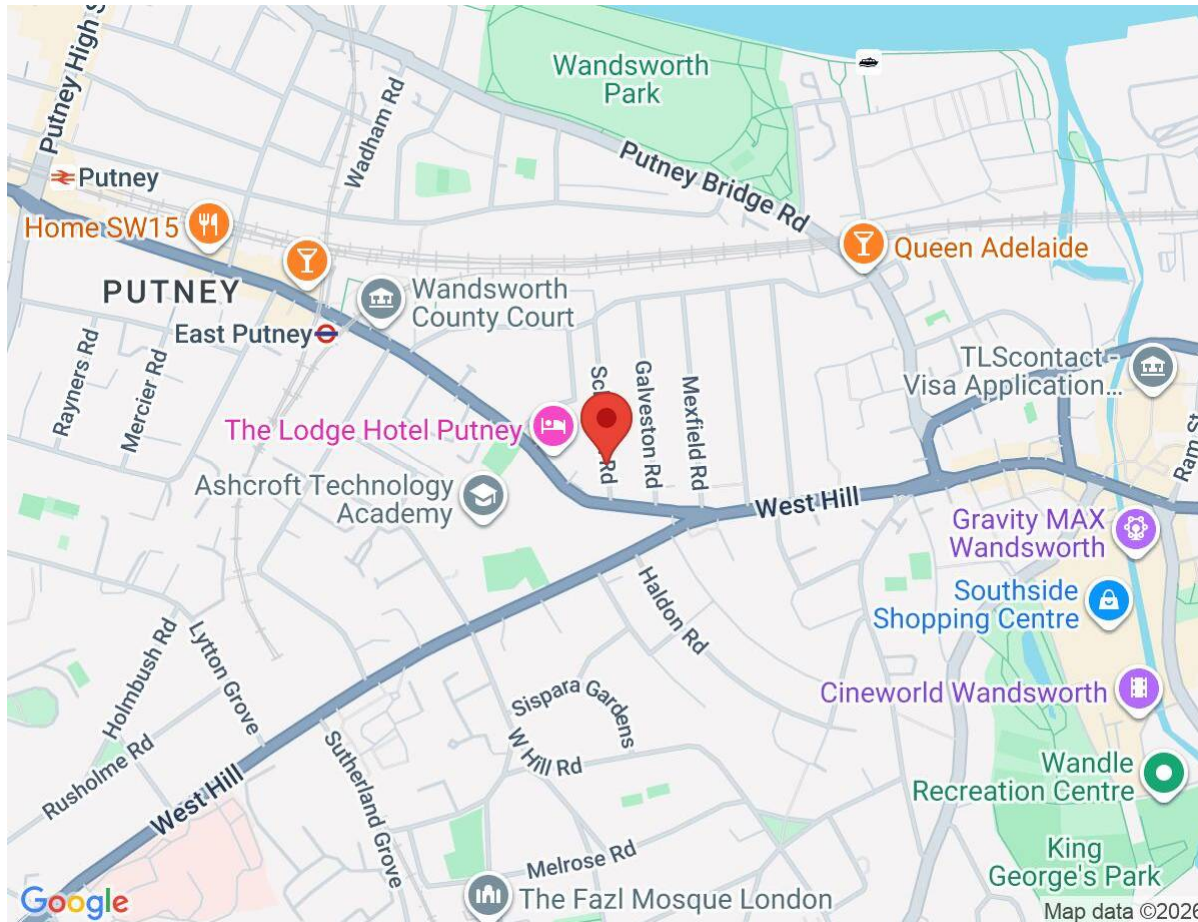 Wandsworth
Park
Putney High S
Wadham Rd
Putney Bridge Rd
Putney
Home SW15
Queen Adelaide
PUTNEY
Wandsworth
County Court
East Putney
TLScontact -
Visa Application...
Rayners Rd
Mercier Rd
Galveston Rd
Mexfield Rd
Rd
The Lodge Hotel Putney
Ram St
Ashcroft Technology
Academy
West Hill
Gravity MAX
Wandsworth
Southside
Shopping Centre
Haldon Rd
Holmbush Rd
Lytton Grove
Cineworld Wandsworth
Sispara Gardens
W Hill Rd
Rusholme Rd
Sutherland Grove
West Hill
Wandle
Recreation Centre
Melrose Rd
King
George's Park
The Fazl Mosque London
Google
Map data ©2026